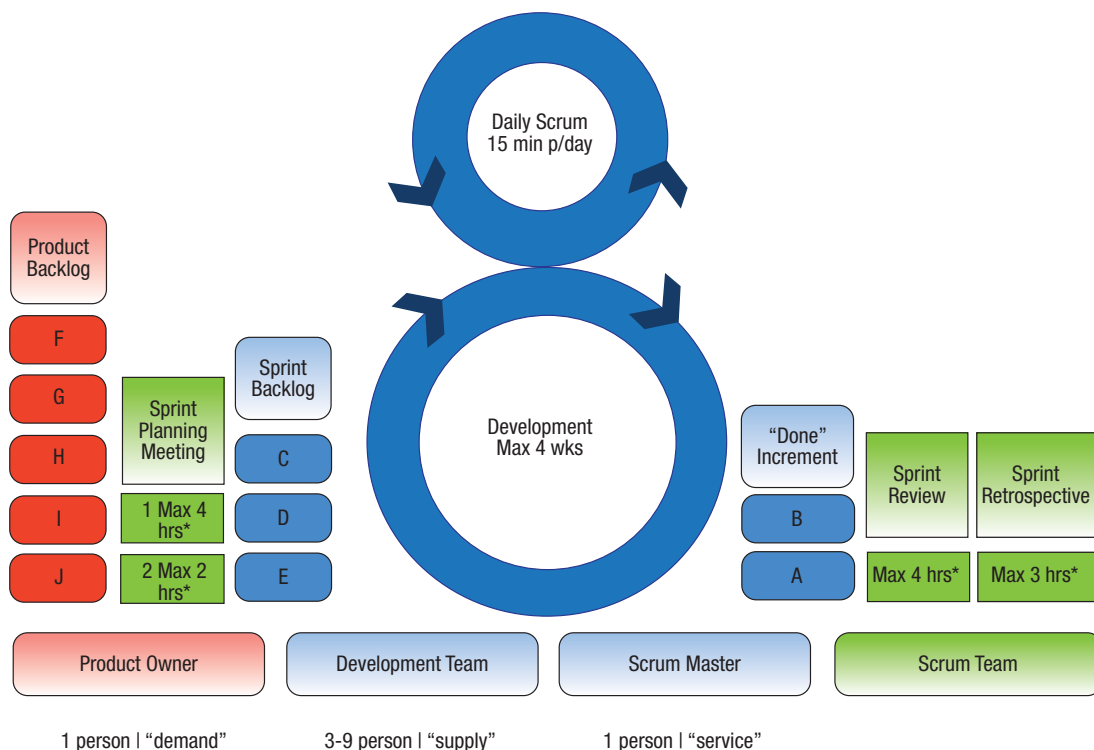 Daily Scrum
15 min p/day
Product
Backlog
F
G
H
I
J
Sprint
Planning
Meeting
1 Max 4
hrs*
2 Max 2
hrs*
Sprint
Backlog
C
D
E
Development
Max 4 wks
“Done”
Increment
B
A
Sprint
Review
Max 4 hrs*
Sprint
Retrospective
Max 3 hrs*
Product Owner
Development Team
Scrum Master
Scrum Team
1 person | “demand”
3-9 person | “supply”
1 person | “service”